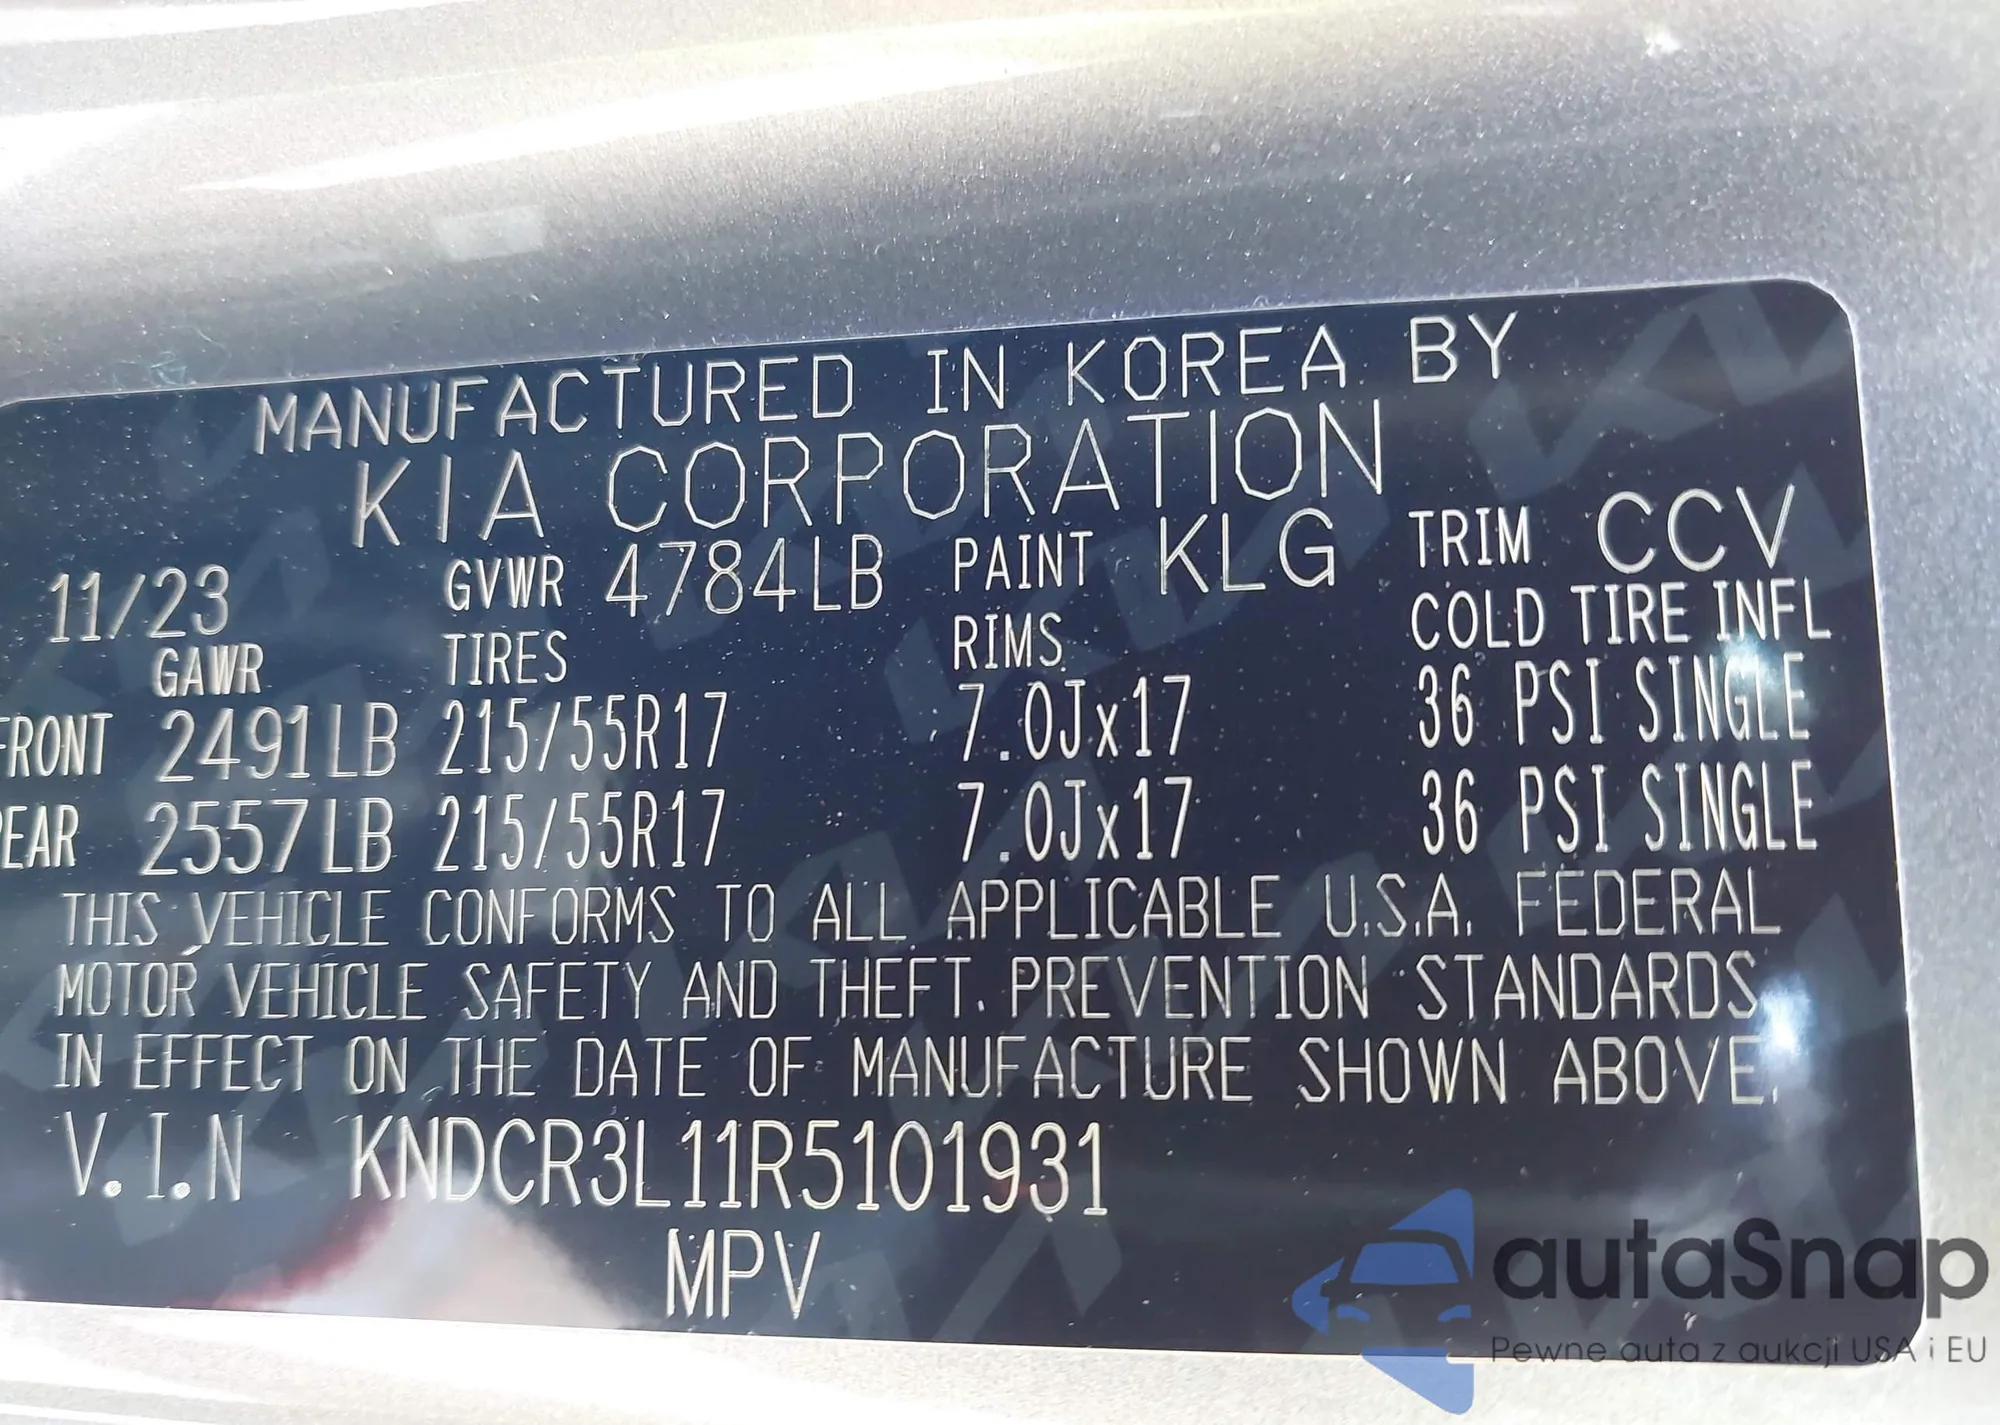 MANUFACTURED IN KOREA BY
KIA CORPORATION
11/23 GVWR 4784LB PAINT KLG TRIM CCV
GAWR TIRES RIMS COLD TIRE INFL
FRONT 2491LB 215/55R17 7.0Jx17 36 PSI SINGLE
REAR 2557LB 215/55R17 7.0Jx17 36 PSI SINGLE
THIS VEHICLE CONFORMS TO ALL APPLICABLE U.S.A. FEDERAL
MOTOR VEHICLE SAFETY AND THEFT PREVENTION STANDARDS
IN EFFECT ON THE DATE OF MANUFACTURE SHOWN ABOVE.
V.I.N KNDCR3L11R5101931
MPV
autaSnap
Pewne auta z aukcji USA i EU